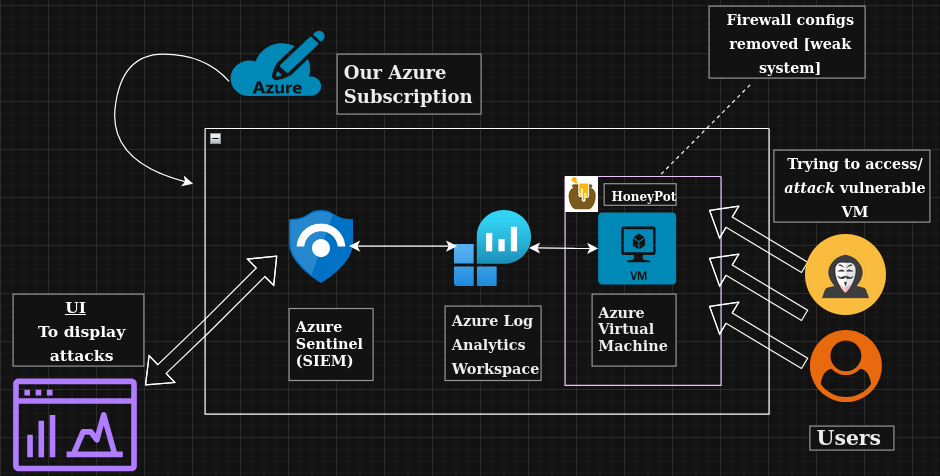 Firewall configs
removed [weak
system]
Azure
Our Azure
Subscription
Trying to access/
attack vulnerable
VM
HoneyPot
VM
UI
To display
attacks
Azure
Sentinel
(SIEM)
Azure Log
Analytics
Workspace
Azure
Virtual
Machine
Users